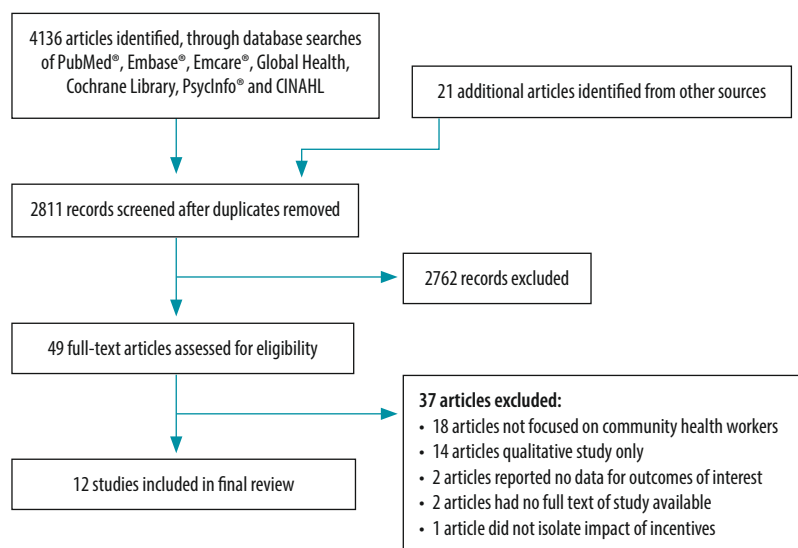 4136 articles identified, through database searches
of PubMed®, Embase®, Emcare®, Global Health,
Cochrane Library, PsycInfo® and CINAHL
21 additional articles identified from other sources
2811 records screened after duplicates removed
2762 records excluded
49 full-text articles assessed for eligibility
37 articles excluded:
• 18 articles not focused on community health workers
• 14 articles qualitative study only
• 2 articles reported no data for outcomes of interest
• 2 articles had no full text of study available
• 1 article did not isolate impact of incentives
12 studies included in final review